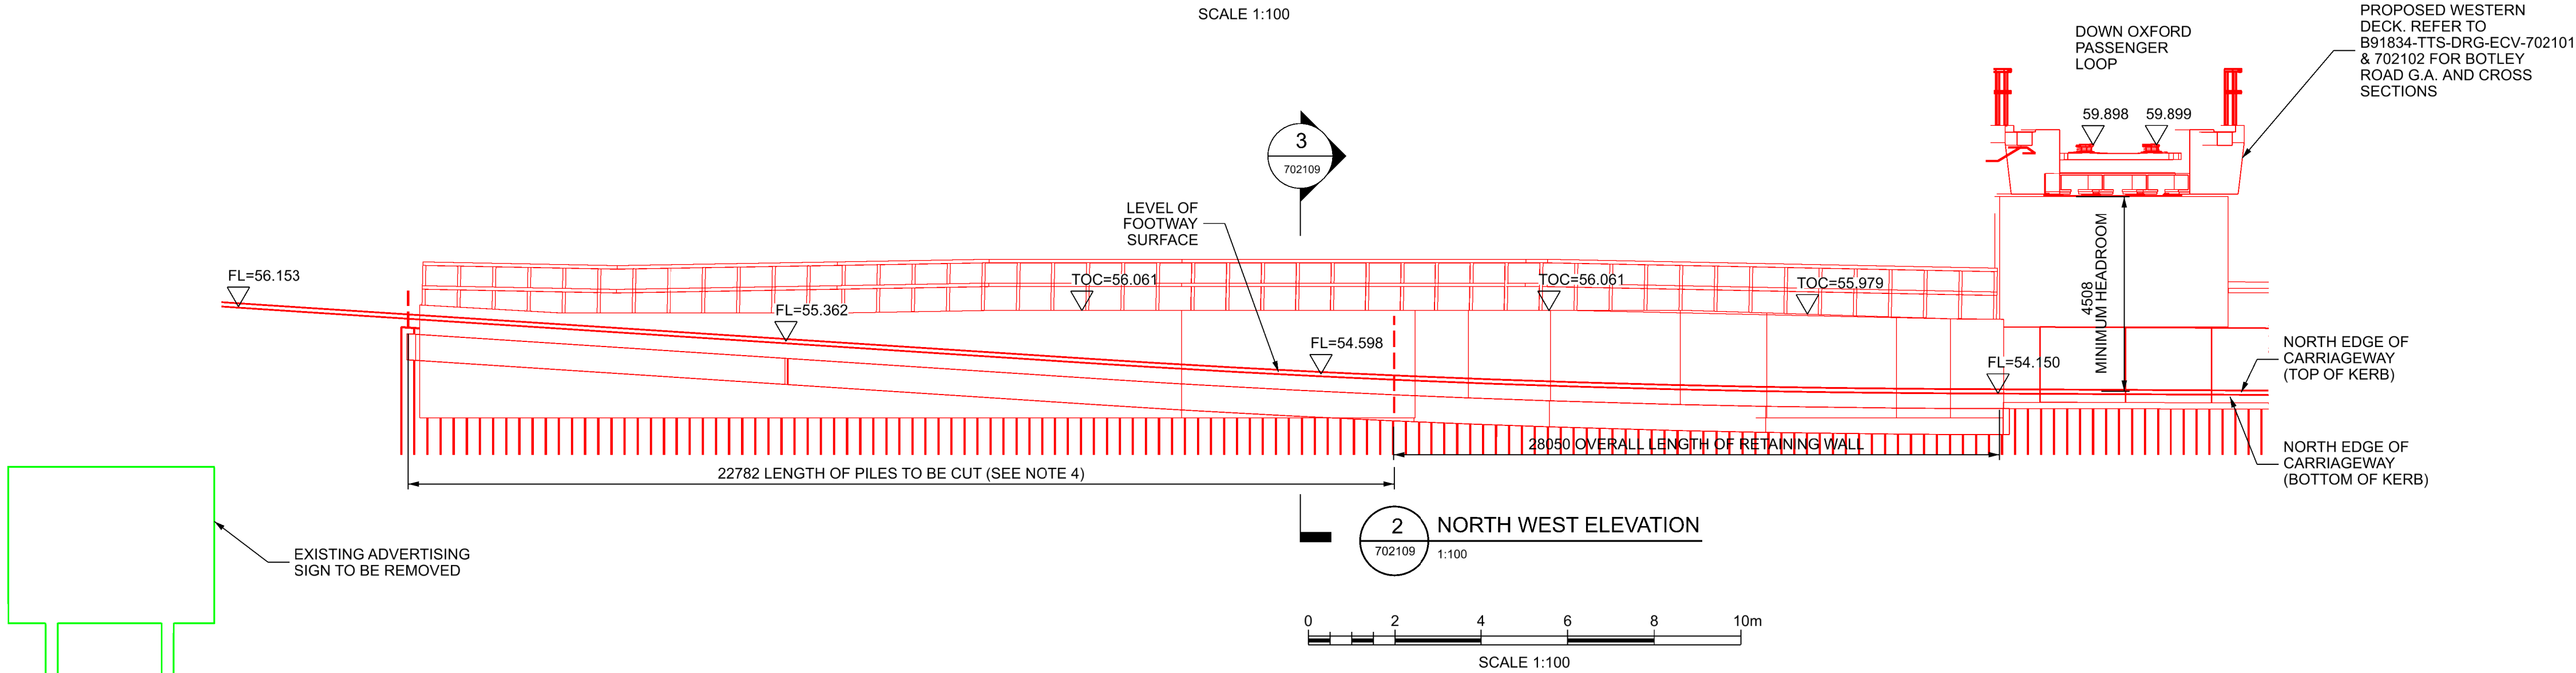 SCALE 1:100
PROPOSED WESTERN
DECK. REFER TO
B91834-TTS-DRG-ECV-702101
& 702102 FOR BOTLEY
ROAD G.A. AND CROSS
SECTIONS
DOWN OXFORD
PASSENGER
LOOP
59.898
59.899
3
702109
LEVEL OF
FOOTWAY
SURFACE
FL=56.153
TOC=56.061
TOC=56.061
TOC=55.979
FL=55.362
FL=54.598
FL=54.150
4508
MINIMUM HEADROOM
NORTH EDGE OF
CARRIAGEWAY
(TOP OF KERB)
NORTH EDGE OF
CARRIAGEWAY
(BOTTOM OF KERB)
28050 OVERALL LENGTH OF RETAINING WALL
22782 LENGTH OF PILES TO BE CUT (SEE NOTE 4)
2
702109
NORTH WEST ELEVATION
1:100
EXISTING ADVERTISING
SIGN TO BE REMOVED
0 2 4 6 8 10m
SCALE 1:100